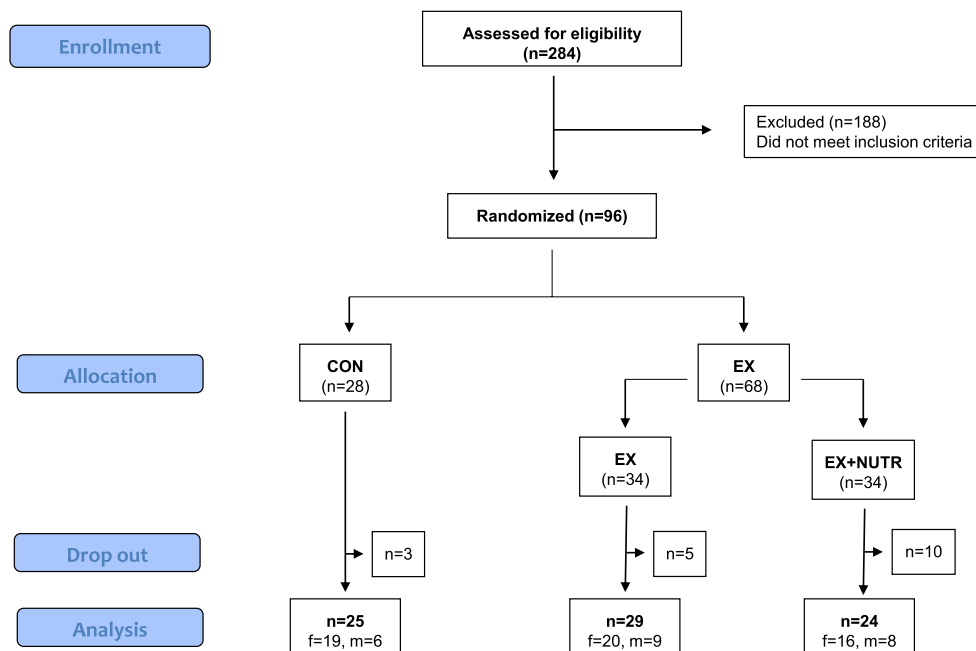 Enrollment
Assessed for eligibility
(n=284)
Excluded (n=188)
Did not meet inclusion criteria
Randomized (n=96)
Allocation
CON
(n=28)
EX
(n=68)
EX
(n=34)
EX+NUTR
(n=34)
Drop out
n=3
n=5
n=10
Analysis
n=25
f=19, m=6
n=29
f=20, m=9
n=24
f=16, m=8